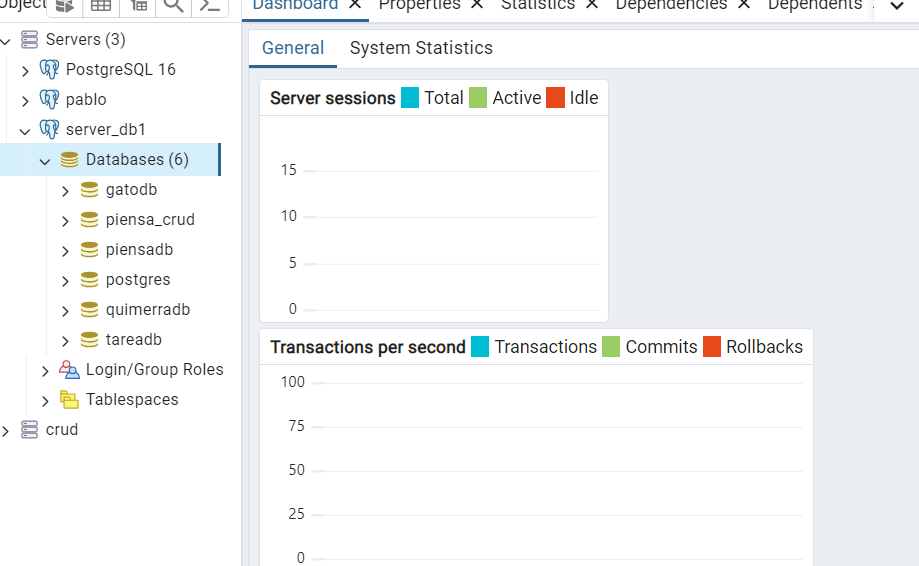 Object
Dashboard Properties Statistics Dependencies Dependents
Servers (3)
PostgreSQL 16
pablo
server_db1
Databases (6)
gatodb
piensa_crud
piensadb
postgres
quimerradb
tareadb
Login/Group Roles
Tablespaces
crud
General System Statistics
Server sessions Total Active Idle
15
10
5
0
Transactions per second Transactions Commits Rollbacks
100
75
50
25
0